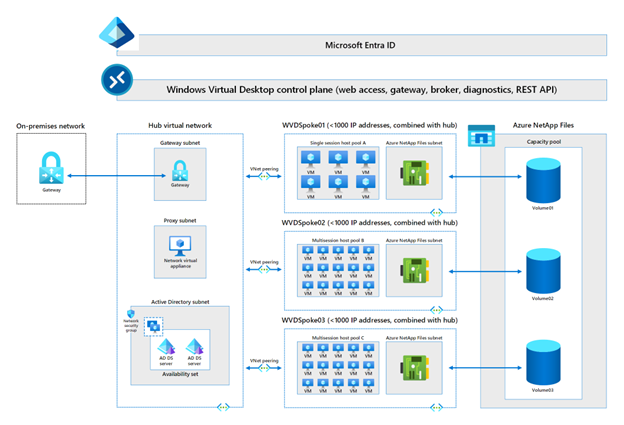 Microsoft Entra ID
Windows Virtual Desktop control plane (web access, gateway, broker, diagnostics, REST API)
On-premises network
Gateway
Hub virtual network
Gateway subnet
Gateway
Proxy subnet
Network virtual
appliance
Active Directory subnet
Network
security
group
AD DS
server
AD DS
server
Availability set
VNet peering
VNet peering
VNet peering
WVDSpoke01 (<1000 IP addresses, combined with hub)
Single session host pool A
VM VM VM
VM VM VM
Azure NetApp Files subnet
WVDSpoke02 (<1000 IP addresses, combined with hub)
Multisession host pool B
VM VM VM VM VM
VM VM VM VM VM
VM VM VM VM VM
Azure NetApp Files subnet
WVDSpoke03 (<1000 IP addresses, combined with hub)
Multisession host pool C
VM VM VM VM VM
VM VM VM VM VM
VM VM VM VM VM
Azure NetApp Files subnet
Azure NetApp Files
Capacity pool
Volume01
Volume02
Volume03